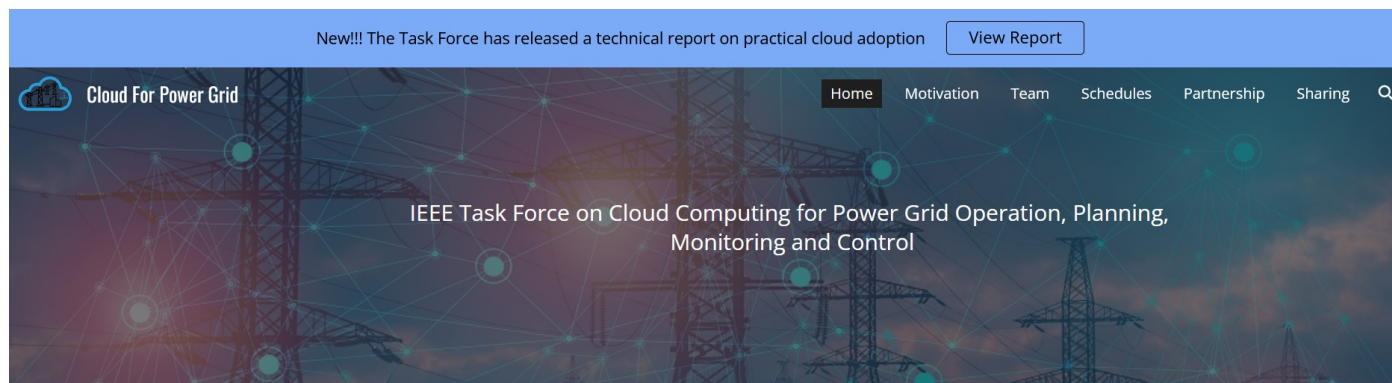 New!!! The Task Force has released a technical report on practical cloud adoption
View Report
Cloud For Power Grid
Home
Motivation
Team
Schedules
Partnership
Sharing
IEEE Task Force on Cloud Computing for Power Grid Operation, Planning,
Monitoring and Control